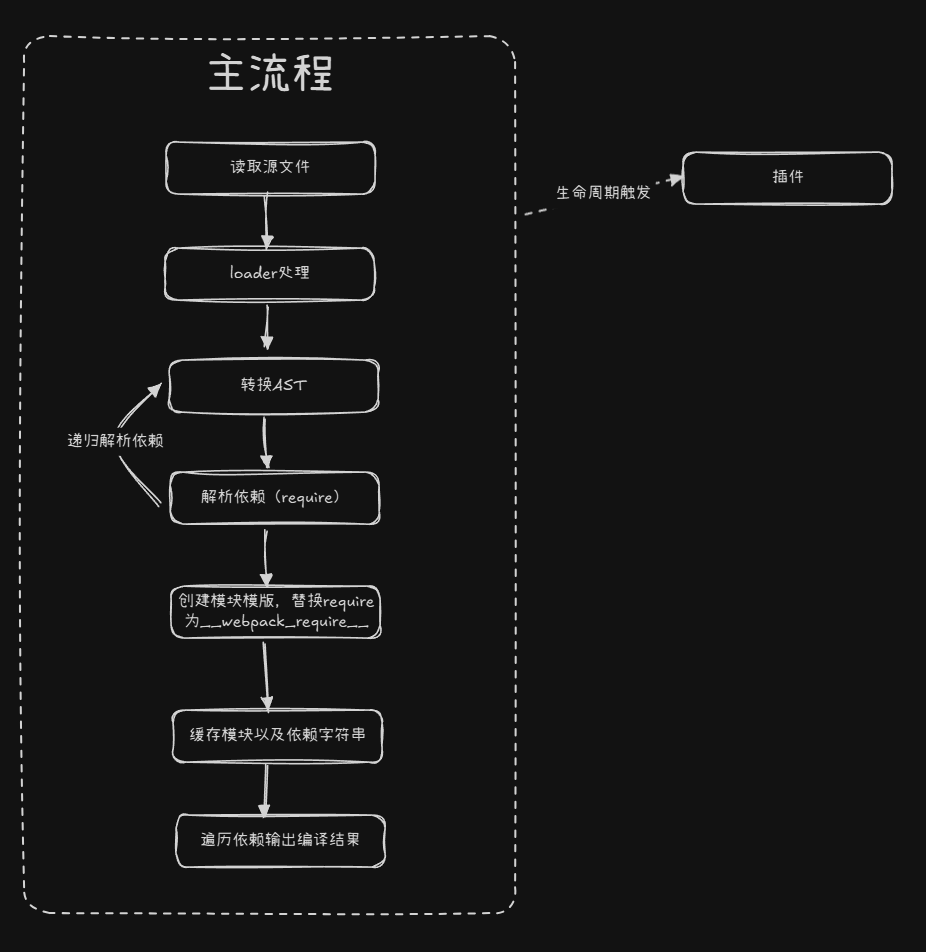 主流程
读取源文件
生命周期触发
插件
loader处理
转换AST
递归解析依赖
解析依赖（require）
创建模块模版，替换require
为__webpack_require__
缓存模块以及依赖字符串
遍历依赖输出编译结果